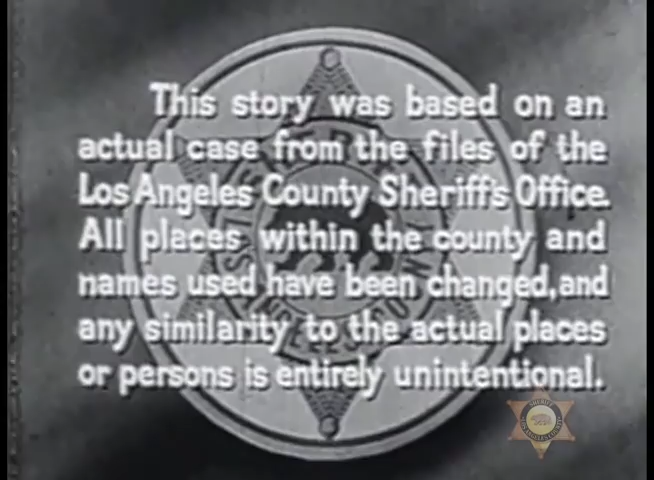 This story was based on an
actual case from the files of the
Los Angeles County Sheriff's Office.
All places within the county and
names used have been changed, and
any similarity to the actual places
or persons is entirely unintentional.